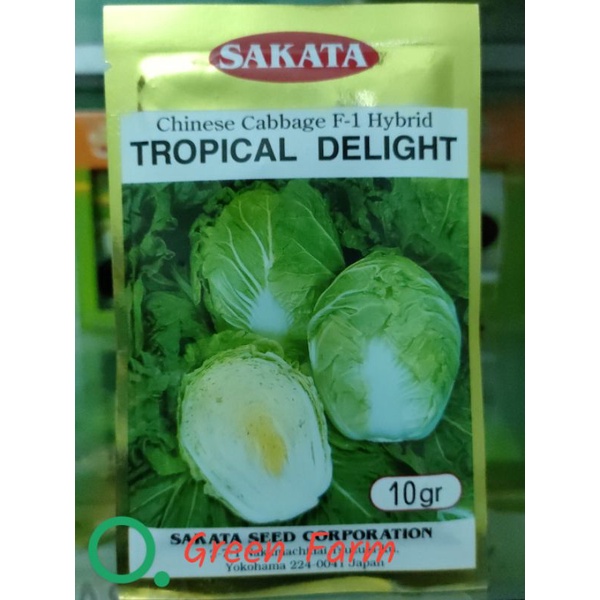 SAKATA
Chinese Cabbage F-1 Hybrid
TROPICAL DELIGHT
10gr
SAKATA SEED CORPORATION
Green Farm
Yokohama 224-0041 Japan